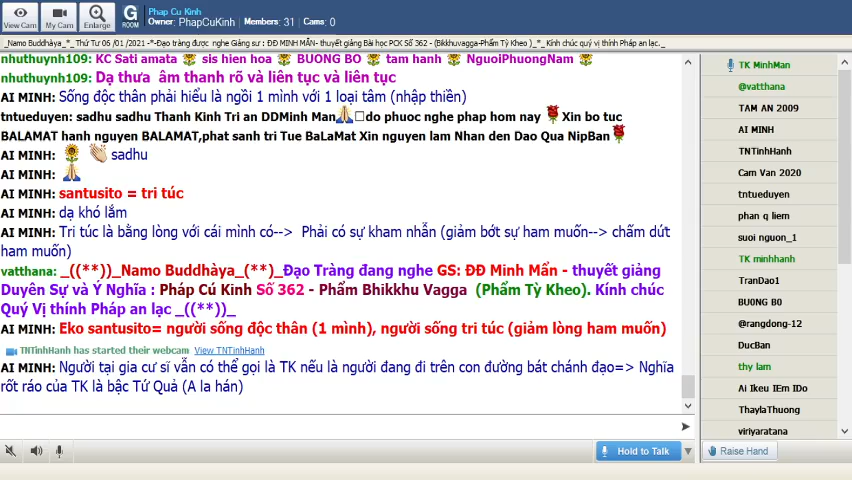 View Cam
My Cam
Enlarge
G
ROOM
Phap Cu Kinh
Owner: PhapCuKinh Members: 31 Cams: 0
_Namo Buddhàya_*_ Thứ Tư 06 /01 /2021 -*-Đạo tràng được nghe Giảng sư : ĐĐ MINH MẪN- thuyết giảng Bài học PCK Số 362 - (Bikkhuvagga-Phẩm Tỳ Kheo )_*_ Kính chúc quý vị thính Pháp an lạc._
nhuthuynh109: KC Sati amata sis hien hoa BUONG BO tam hanh NguoiPhuongNam
nhuthuynh109: Dạ thưa âm thanh rõ và liên tục và liên tục
AI MINH: Sống độc thân phải hiểu là ngồi 1 mình với 1 loại tâm (nhập thiền)
tntueduyen: sadhu sadhu Thanh Kinh Tri an DDMinh Man do phuoc nghe phap hom nay Xin bo tuc
BALAMAT hanh nguyen BALAMAT,phat sanh tri Tue BaLaMat Xin nguyen lam Nhan den Dao Qua NipBan
AI MINH: sadhu
AI MINH:
AI MINH: santusito = tri túc
AI MINH: dạ khó lắm
AI MINH: Tri túc là bằng lòng với cái mình có--> Phải có sự kham nhẫn (giảm bớt sự ham muốn--> chấm dứt
ham muốn)
vatthana: _((**))_Namo Buddhàya_(**)_Đạo Tràng đang nghe GS: ĐĐ Minh Mẩn - thuyết giảng
Duyên Sự và Ý Nghĩa : Pháp Cú Kinh Số 362 - Phẩm Bhikkhu Vagga (Phẩm Tỳ Kheo). Kính chúc
Quý Vị thính Pháp an lạc _((**))_
AI MINH: Eko santusito= người sống độc thân (1 mình), người sống tri túc (giảm lòng ham muốn)
TNTinhHanh has started their webcam View TNTinhHanh
AI MINH: Người tại gia cư sĩ vẫn có thể gọi là TK nếu là người đang đi trên con đường bát chánh đạo=> Nghĩa
rốt ráo của TK là bậc Tứ Quả (A la hán)
Hold to Talk
TK MinhMan
@vatthana
TAM AN 2009
AI MINH
TNTinhHanh
Cam Van 2020
tntueduyen
phan q liem
suoi nguon_1
TK minhhanh
TranDao1
BU0NG B0
@rangdong-12
DucBan
thy lam
Ai Ikeu IEm IDo
ThaylaThuong
viriyaratana
Raise Hand